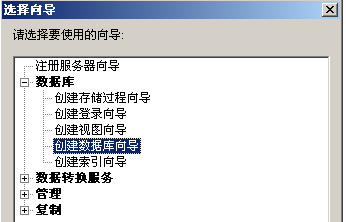 选择向导
请选择要使用的向导:
注册服务器向导
数据库
创建存储过程向导
创建登录向导
创建视图向导
创建数据库向导
创建索引向导
数据转换服务
管理
复制